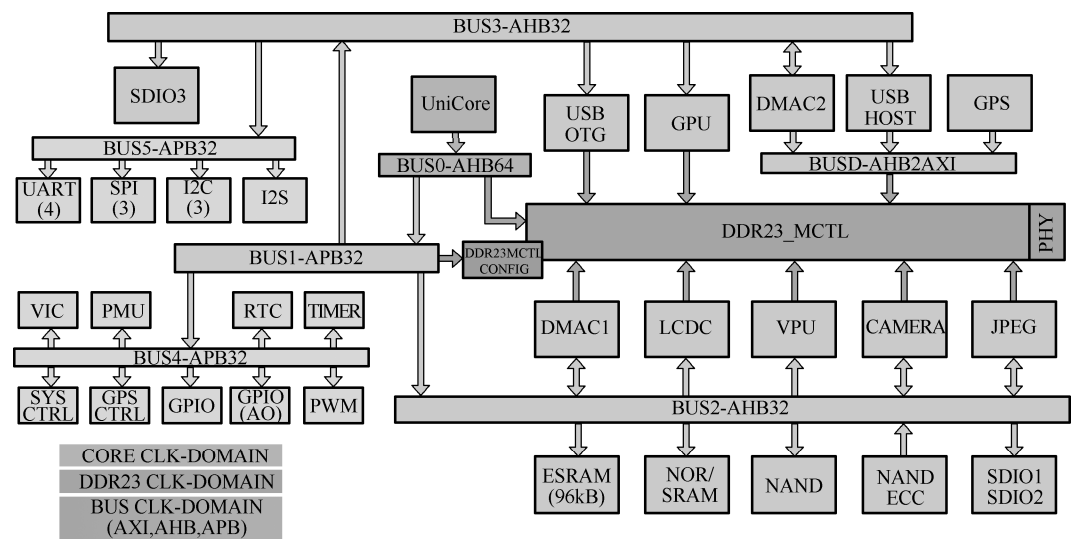 BUS3-AHB32
SDIO3
UniCore
USB
OTG
GPU
DMAC2
USB
HOST
GPS
BUS5-APB32
BUS0-AHB64
BUSD-AHB2AXI
UART
(4)
SPI
(3)
I2C
(3)
I2S
DDR23_MCTL
PHY
BUS1-APB32
DDR23MCTL
CONFIG
VIC
PMU
RTC
TIMER
DMAC1
LCDC
VPU
CAMERA
JPEG
BUS4-APB32
SYS
CTRL
GPS
CTRL
GPIO
GPIO
(AO)
PWM
BUS2-AHB32
CORE CLK-DOMAIN
DDR23 CLK-DOMAIN
BUS CLK-DOMAIN
(AXI,AHB,APB)
ESRAM
(96kB)
NOR/
SRAM
NAND
NAND
ECC
SDIO1
SDIO2